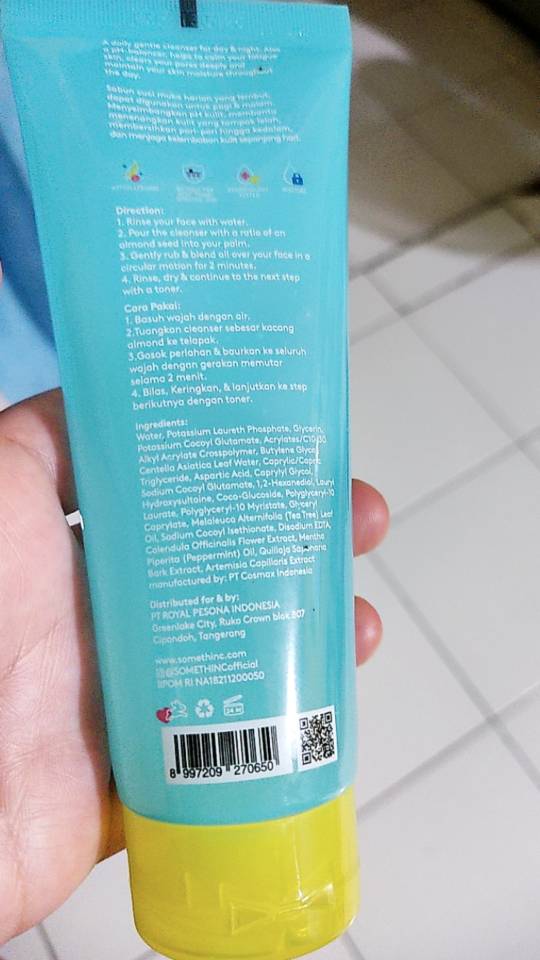 A daily gentle cleanser for day & night. Also
a pH-balancer, helps to calm your fatigue
skin, clears your pores deeply and
maintain your skin moisture throughout
the day.
Sabun cuci muka harian yang lembut,
dapat digunakan untuk pagi & malam.
Menyeimbangkan pH kulit, membantu
menenangkan kulit yang tampak lelah,
membersihkan pori-pori hingga kedalam,
dan menjaga kelembaban kulit sepanjang hari.
Direction:
1. Rinse your face with water.
2. Pour the cleanser with a ratio of an
almond seed into your palm.
3. Gently rub & blend all over your face in a
circular motion for 2 minutes.
4. Rinse, dry & continue to the next step
with a toner.
Cara Pakai:
1. Basuh wajah dengan air.
2.Tuangkan cleanser sebesar kacang
almond ke telapak.
3.Gosok perlahan & baurkan ke seluruh
wajah dengan gerakan memutar
selama 2 menit.
4. Bilas, Keringkan, & lanjutkan ke step
berikutnya dengan toner.
Ingredients:
Water, Potassium Laureth Phosphate, Glycerin,
Potassium Cocoyl Glutamate, Acrylates/C10-30
Alkyl Acrylate Crosspolymer, Butylene Glycol,
Centella Asiatica Leaf Water, Caprylic/Capric
Triglyceride, Aspartic Acid, Caprylyl Glycol,
Sodium Cocoyl Glutamate, 1,2-Hexanediol, Lauryl
Hydroxysultaine, Coco-Glucoside, Polyglyceryl-10
Laurate, Polyglyceryl-10 Myristate, Glyceryl
Caprylate, Melaleuca Alternifolia (Tea Tree) Leaf
Oil, Sodium Cocoyl Isethionate, Disodium EDTA,
Calendula Officinalis Flower Extract, Mentha
Piperita (Peppermint) Oil, Quillaja Saponaria
Bark Extract, Artemisia Capillaris Extract
manufactured by: PT Cosmax Indonesia
Distributed for & by:
PT ROYAL PESONA INDONESIA
Greenlake City, Ruko Crown blok B07
Cipondoh, Tangerang
www.somethinc.com
@SOMETHINCofficial
BPOM RI NA18211200050
24 M
8 997209 270650